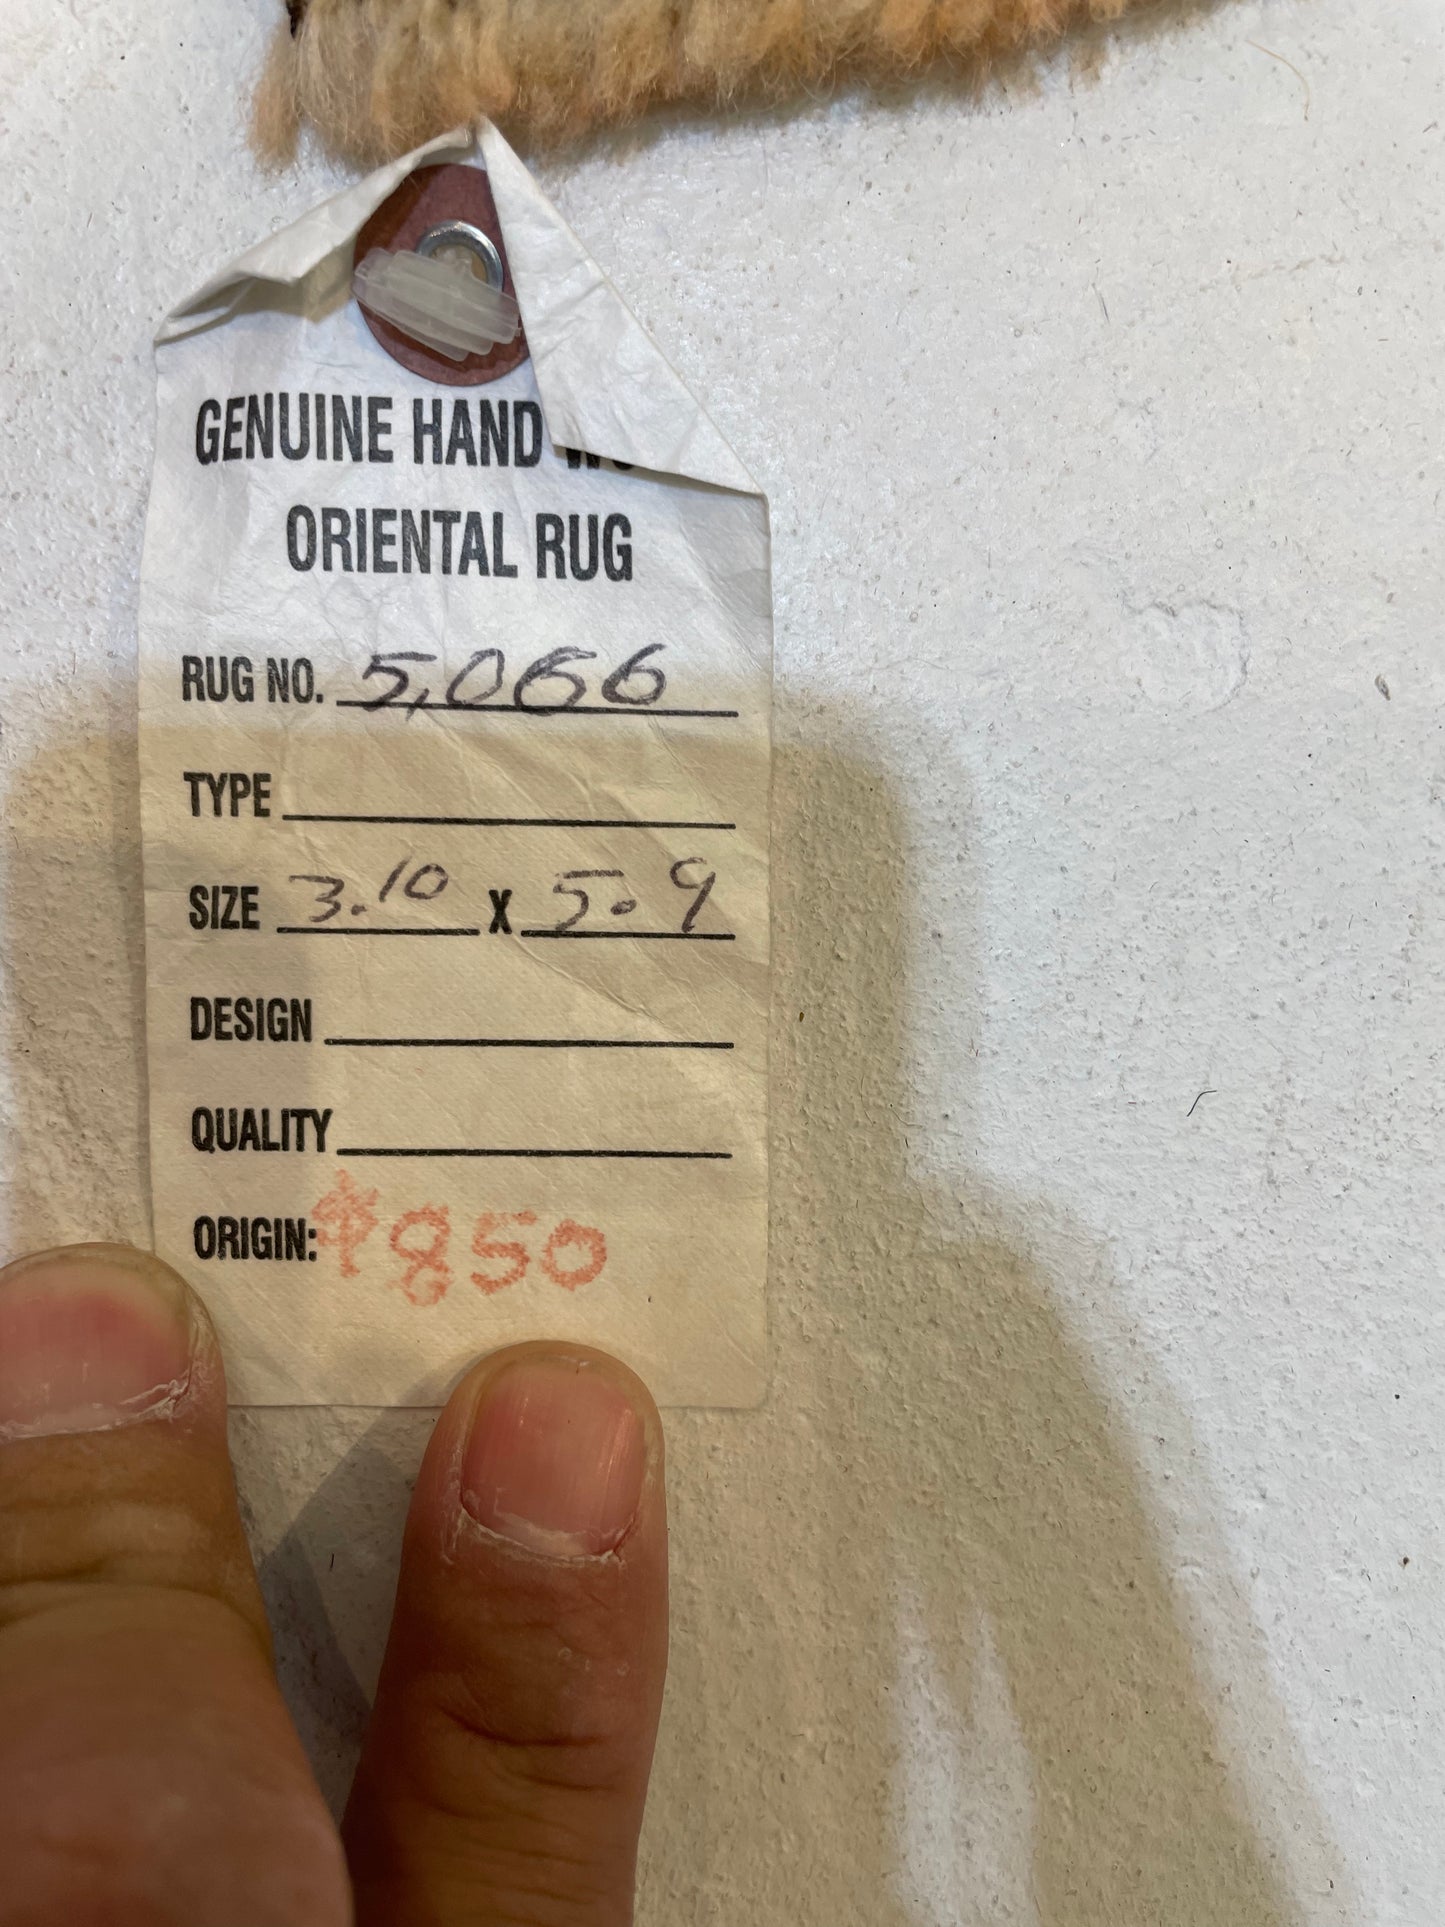 GENUINE HAND
ORIENTAL RUG
RUG NO. 5,066
TYPE
SIZE 3.10 X 5.9
DESIGN
QUALITY
ORIGIN: $850